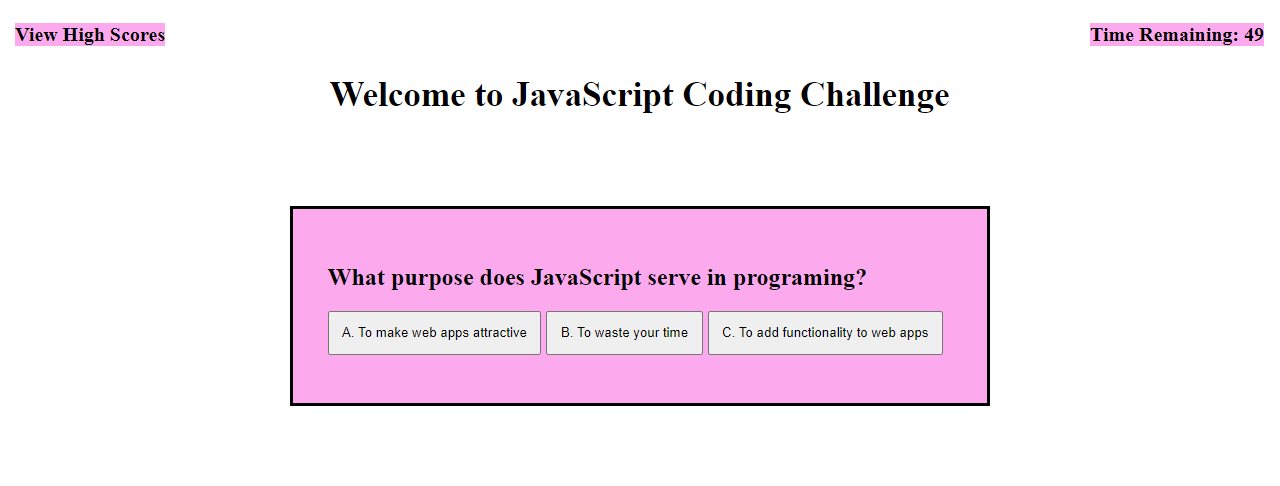 View High Scores
Time Remaining: 49
Welcome to JavaScript Coding Challenge
What purpose does JavaScript serve in programing?
A. To make web apps attractive
B. To waste your time
C. To add functionality to web apps